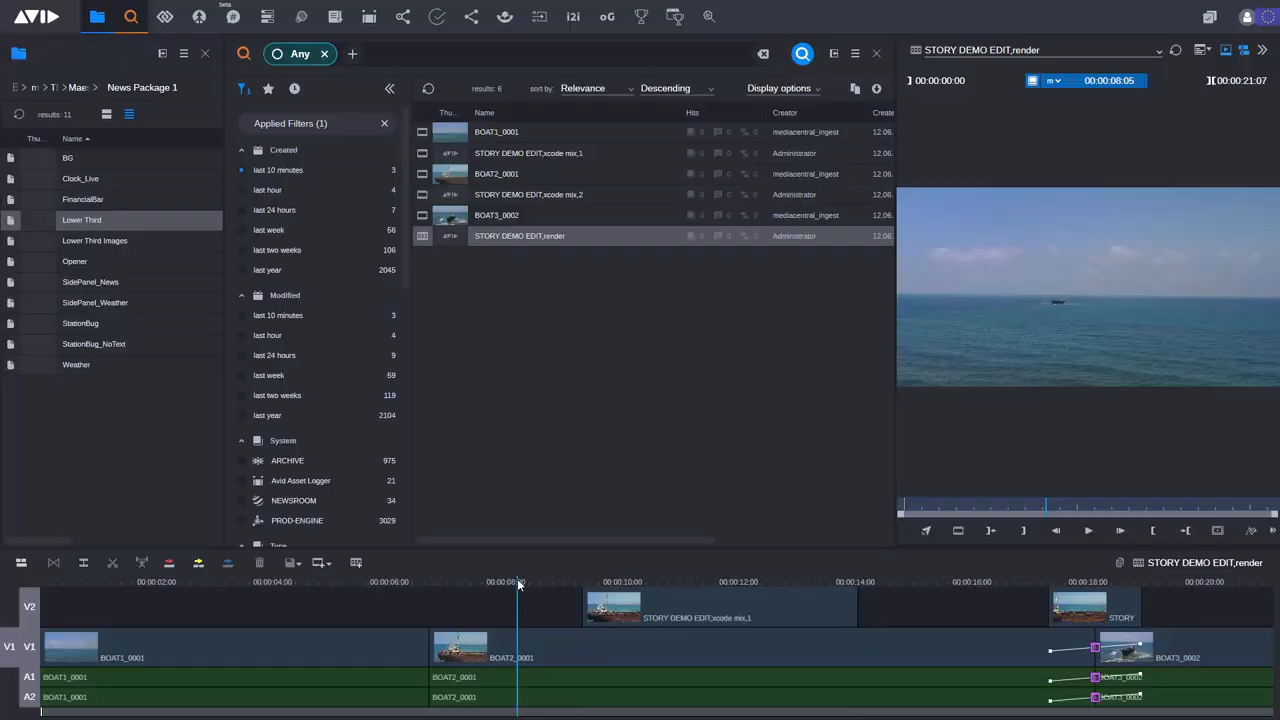 AVID
beta
i2i
oG
Any
STORY DEMO EDIT,render
00:00:00:00
m
00:00:08:05
00:00:21:07
E > m > Tl > Mae > News Package 1
results: 11
1
results: 6
sort by: Relevance
Descending
Display options
Thu... Name
Applied Filters (1)
Thu... Name Hits Creator Create
BG
Clock_Live
FinancialBar
Lower Third
Lower Third Images
Opener
SidePanel_News
SidePanel_Weather
StationBug
StationBug_NoText
Weather
Created
last 10 minutes 3
last hour 4
last 24 hours 7
last week 56
last two weeks 106
last year 2045
Modified
last 10 minutes 3
last hour 4
last 24 hours 9
last week 59
last two weeks 119
last year 2104
System
ARCHIVE 975
Avid Asset Logger 21
NEWSROOM 34
PROD-ENGINE 3029
Type
BOAT1_0001 0 0 0 mediacentral_ingest 12.06.
AVID STORY DEMO EDIT,xcode mix,1 0 0 0 Administrator 12.06.
BOAT2_0001 0 0 0 mediacentral_ingest 12.06.
AVID STORY DEMO EDIT,xcode mix,2 0 0 0 Administrator 12.06.
BOAT3_0002 0 0 0 mediacentral_ingest 12.06.
AVID STORY DEMO EDIT,render 0 0 0 Administrator 12.06.
STORY DEMO EDIT,render
00:00:02:00 00:00:04:00 00:00:06:00 00:00:08:00 00:00:10:00 00:00:12:00 00:00:14:00 00:00:16:00 00:00:18:00 00:00:20:00
V2 STORY DEMO EDIT,xcode mix,1 STORY
V1 V1 BOAT1_0001 BOAT2_0001 BOAT3_0002
A1 BOAT1_0001 BOAT2_0001 BOAT3_0002
A2 BOAT1_0001 BOAT2_0001 BOAT3_0002